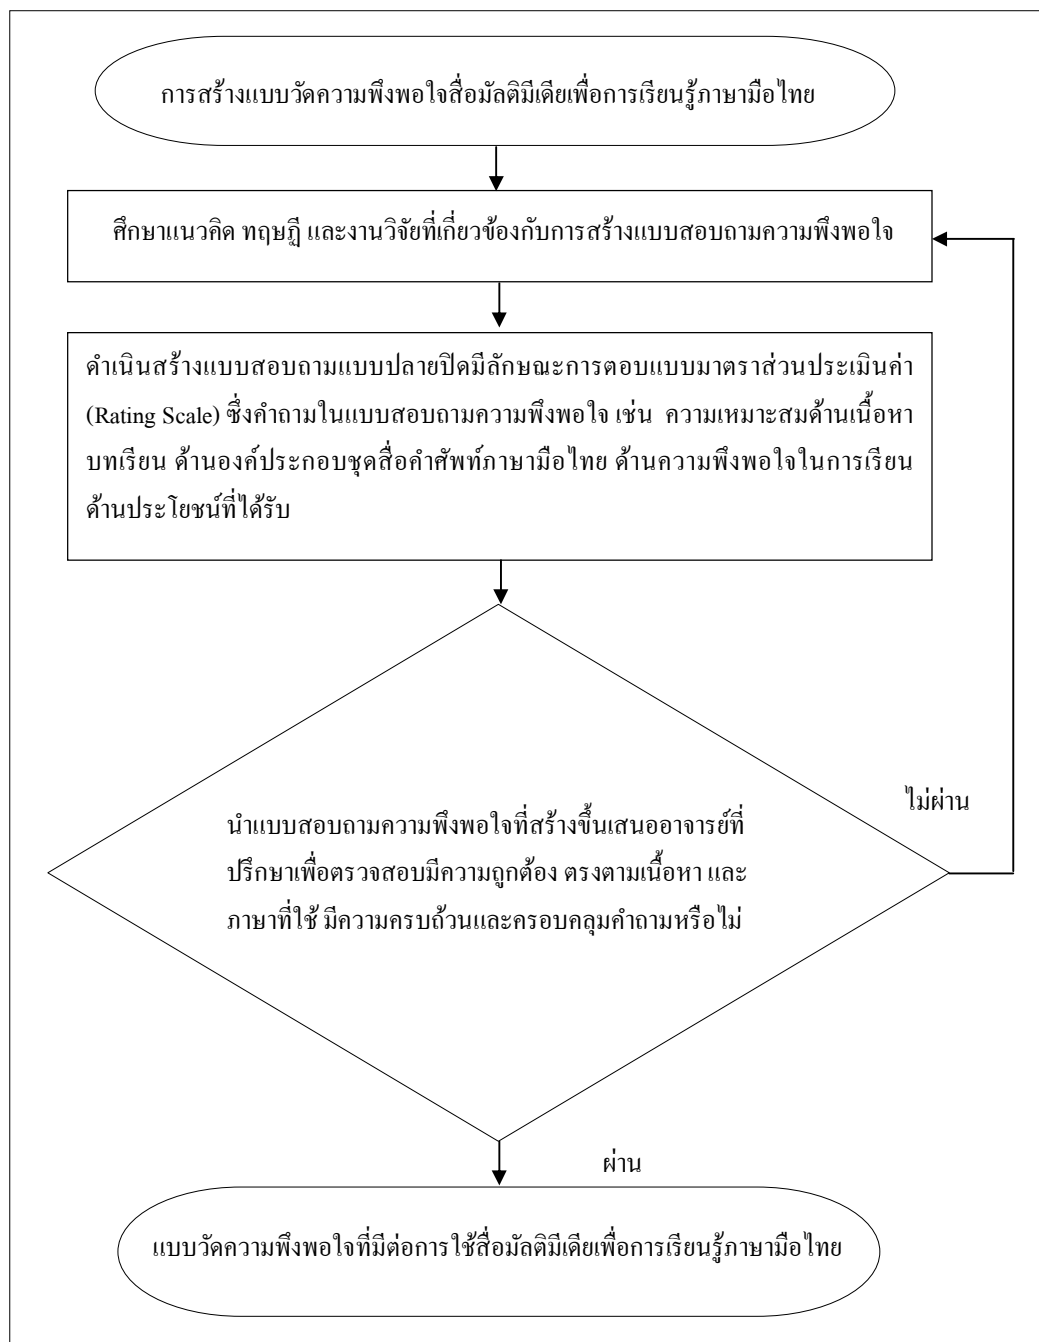 การสร้างแบบวัดความพึงพอใจสื่อมัลติมีเดียเพื่อการเรียนรู้ภาษามือไทย
ศึกษาแนวคิด ทฤษฎี และงานวิจัยที่เกี่ยวข้องกับการสร้างแบบสอบถามความพึงพอใจ
ดำเนินสร้างแบบสอบถามแบบปลายปิดมีลักษณะการตอบแบบมาตราส่วนประเมินค่า
(Rating Scale) ซึ่งคำถามในแบบสอบถามความพึงพอใจ เช่น ความเหมาะสมด้านเนื้อหา
บทเรียน ด้านองค์ประกอบชุดสื่อคำศัพท์ภาษามือไทย ด้านความพึงพอใจในการเรียน
ด้านประโยชน์ที่ได้รับ
ไม่ผ่าน
นำแบบสอบถามความพึงพอใจที่สร้างขึ้นเสนออาจารย์ที่
ปรึกษาเพื่อตรวจสอบมีความถูกต้อง ตรงตามเนื้อหา และ
ภาษาที่ใช้ มีความครบถ้วนและครอบคลุมคำถามหรือไม่
ผ่าน
แบบวัดความพึงพอใจที่มีต่อการใช้สื่อมัลติมีเดียเพื่อการเรียนรู้ภาษามือไทย